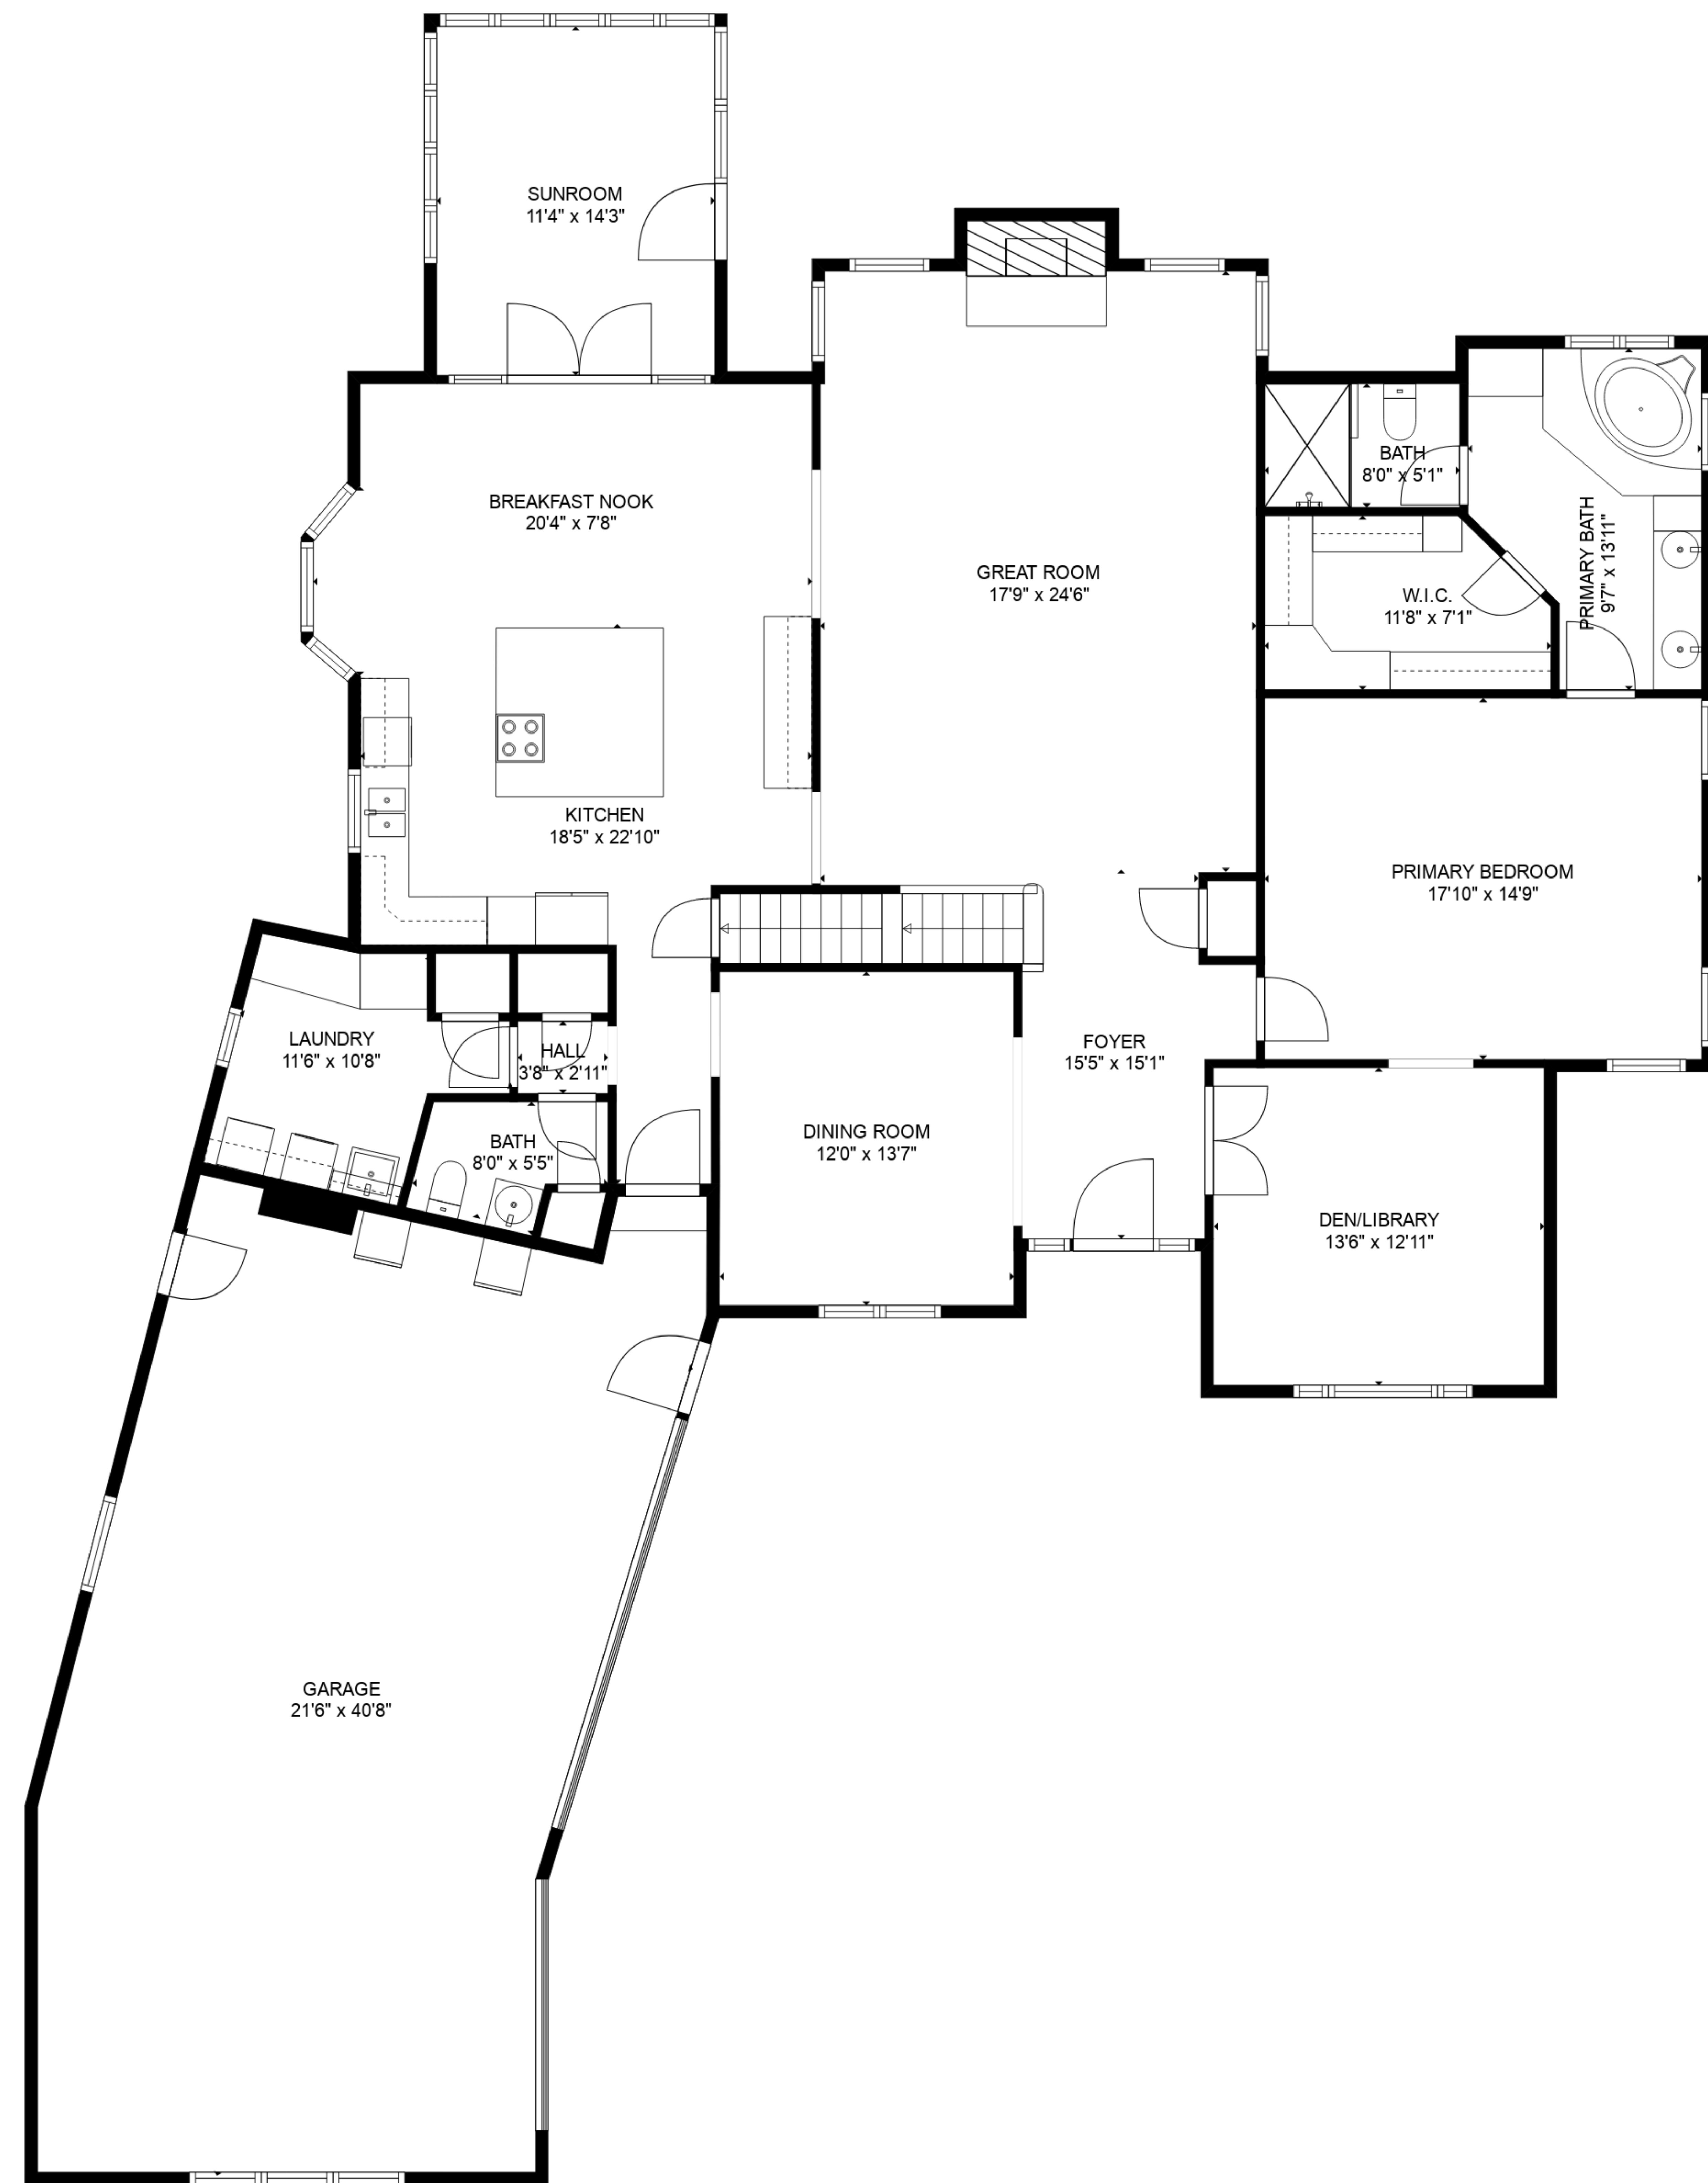 SUNROOM
11'4" x 14'3"
BREAKFAST NOOK
20'4" x 7'8"
GREAT ROOM
17'9" x 24'6"
BATH
8'0" x 5'1"
PRIMARY BATH
9'7" x 13'11"
W.I.C.
11'8" x 7'1"
KITCHEN
18'5" x 22'10"
PRIMARY BEDROOM
17'10" x 14'9"
LAUNDRY
11'6" x 10'8"
HALL
3'8" x 2'11"
FOYER
15'5" x 15'1"
BATH
8'0" x 5'5"
DINING ROOM
12'0" x 13'7"
DEN/LIBRARY
13'6" x 12'11"
GARAGE
21'6" x 40'8"